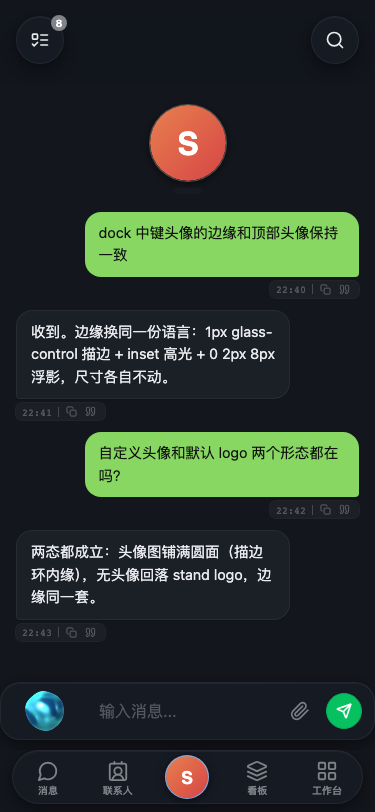 8
S
dock 中键头像的边缘和顶部头像保持
一致
22:40
收到。边缘换同一份语言：1px glass-
control 描边 + inset 高光 + 0 2px 8px
浮影，尺寸各自不动。
22:41
自定义头像和默认 logo 两个形态都在
吗?
22:42
两态都成立：头像图铺满圆面（描边
环内缘），无头像回落 stand logo，边
缘同一套。
22:43
输入消息...
消息
联系人
S
看板
工作台